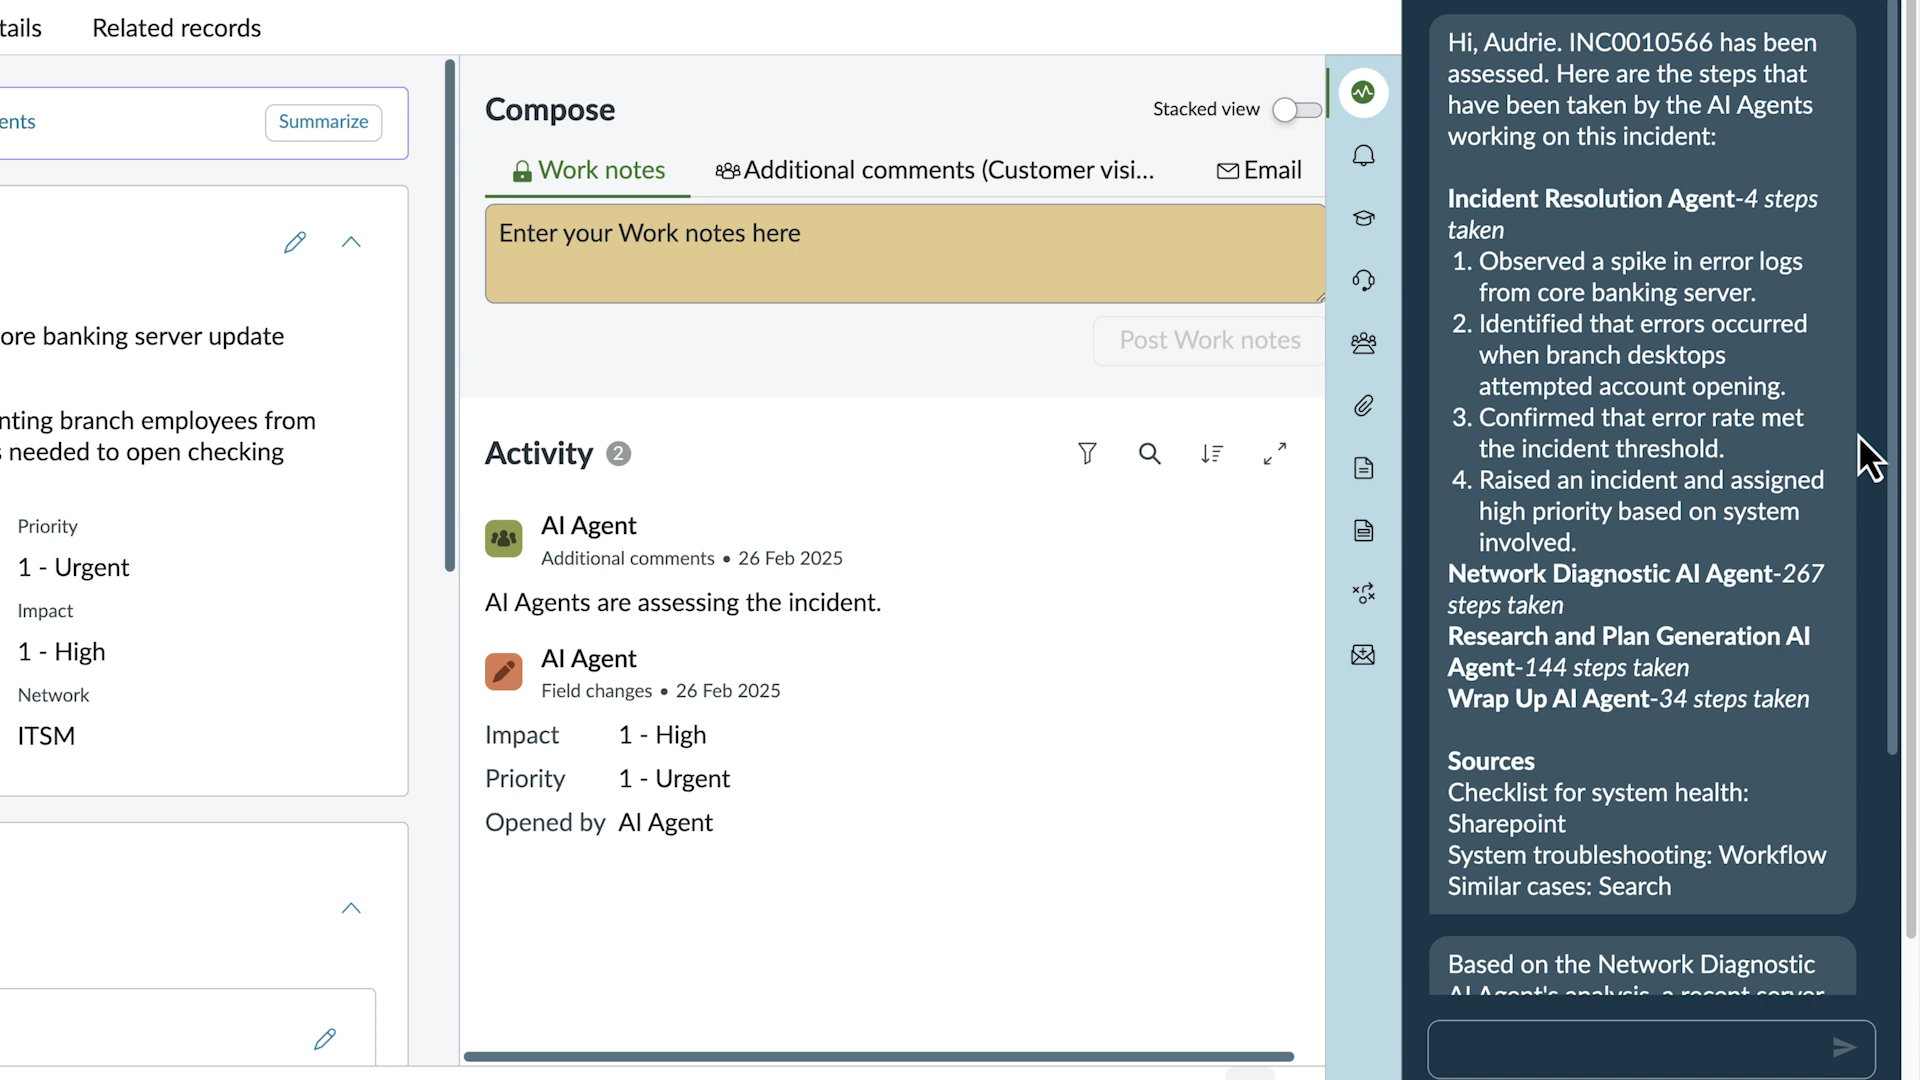 tails
Related records
ents
Summarize
ore banking server update
nting branch employees from
s needed to open checking
Priority
1 - Urgent
Impact
1 - High
Network
ITSM
Compose
Stacked view
Work notes
Additional comments (Customer visi...
Email
Enter your Work notes here
Post Work notes
Activity 2
AI Agent
Additional comments • 26 Feb 2025
AI Agents are assessing the incident.
AI Agent
Field changes • 26 Feb 2025
Impact 1 - High
Priority 1 - Urgent
Opened by AI Agent
Hi, Audrie. INC0010566 has been
assessed. Here are the steps that
have been taken by the AI Agents
working on this incident:
Incident Resolution Agent-4 steps
taken
1. Observed a spike in error logs
from core banking server.
2. Identified that errors occurred
when branch desktops
attempted account opening.
3. Confirmed that error rate met
the incident threshold.
4. Raised an incident and assigned
high priority based on system
involved.
Network Diagnostic AI Agent-267
steps taken
Research and Plan Generation AI
Agent-144 steps taken
Wrap Up AI Agent-34 steps taken
Sources
Checklist for system health:
Sharepoint
System troubleshooting: Workflow
Similar cases: Search
Based on the Network Diagnostic
AI Agent's analysis, a recent server